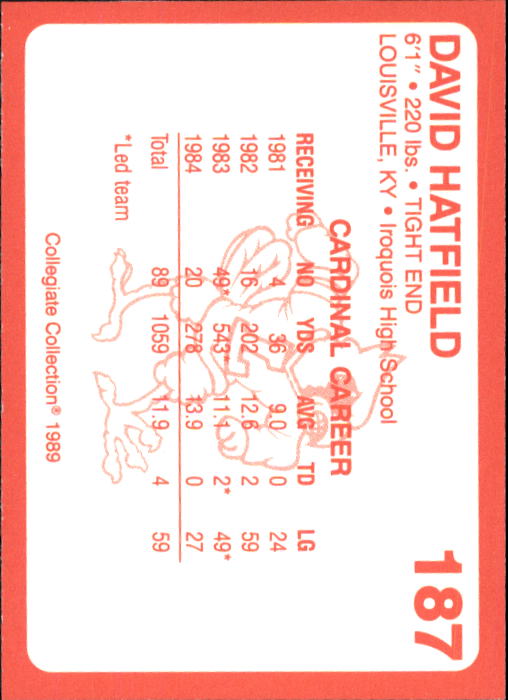 DAVID HATFIELD 187
6'1" • 220 lbs. • TIGHT END
LOUISVILLE, KY • Iroquois High School
CARDINAL CAREER
RECEIVING NO YDS AVG TD LG
1981 4 36 9.0 0 24
1982 16 202 12.6 2 59
1983 49* 543* 11.1 2* 49*
1984 20 278 13.9 0 27
Total 89 1059 11.9 4 59
*Led team
Collegiate Collection® 1989